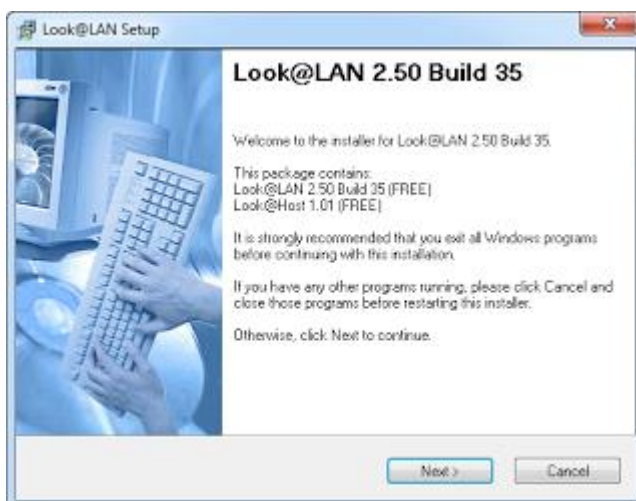 Look@LAN Setup
Look@LAN 2.50 Build 35
Welcome to the installer for Look@LAN 2.50 Build 35.
This package contains:
Look@LAN 2.50 Build 35 (FREE)
Look@Host 1.01 (FREE)
It is strongly recommended that you exit all Windows programs
before continuing with this installation.
If you have any other programs running, please click Cancel and
close those programs before restarting this installer.
Otherwise, click Next to continue.
Next >
Cancel